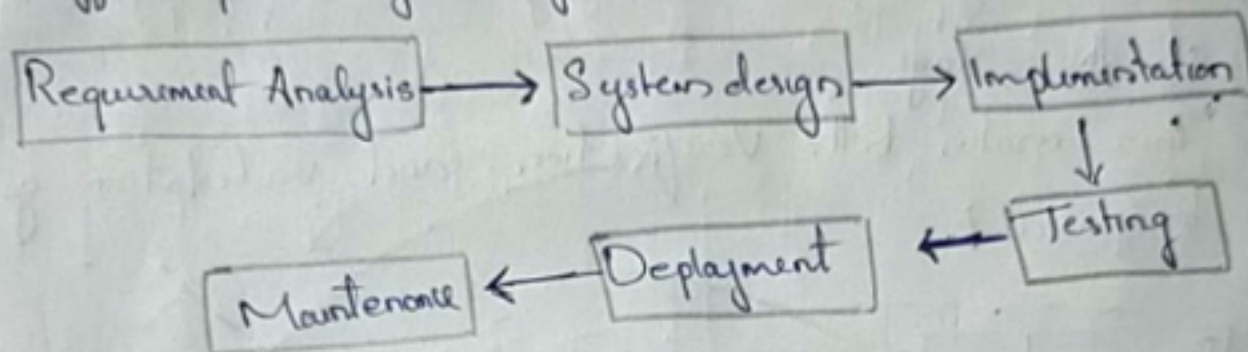 Requirement Analysis → System design → Implementation
Testing
Deployment
Maintenance